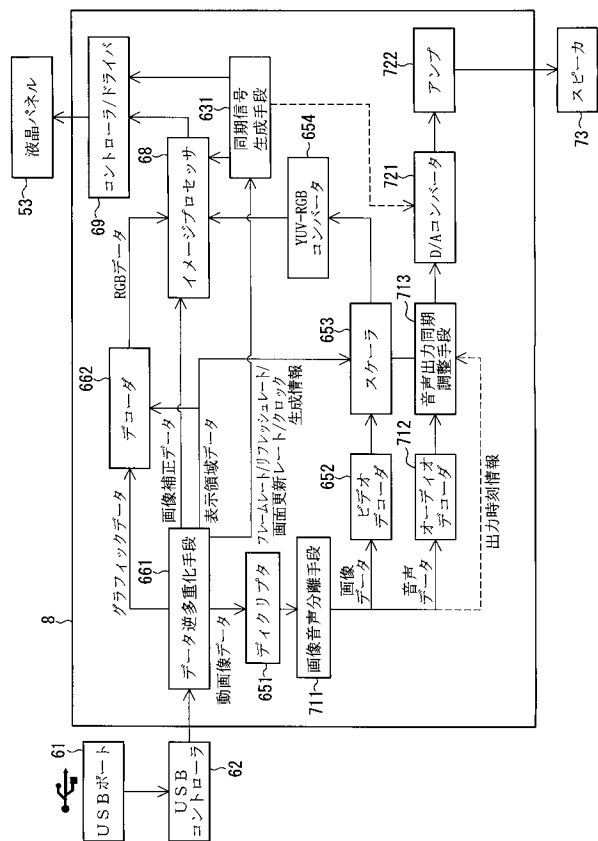 8
61
USBポート
USB
コントローラ
62
グラフィックデータ
661
データ逆多重化手段
動画像データ
651
ディクリプタ
711
画像音声分離手段
画像
データ
音声
データ
出力時刻情報
662
デコーダ
画像補正データ
表示領域データ
フレームレート/リフレッシュレート/
画面更新レート/クロック
生成情報
652
ビデオ
デコーダ
712
オーディオ
デコーダ
RGBデータ
653
スケーラ
713
音声出力同期
調整手段
53
液晶パネル
69
コントローラ/ドライバ
68
イメージプロセッサ
631
同期信号
生成手段
654
YUV-RGB
コンバータ
721
D/Aコンバータ
722
アンプ
73
スピーカ